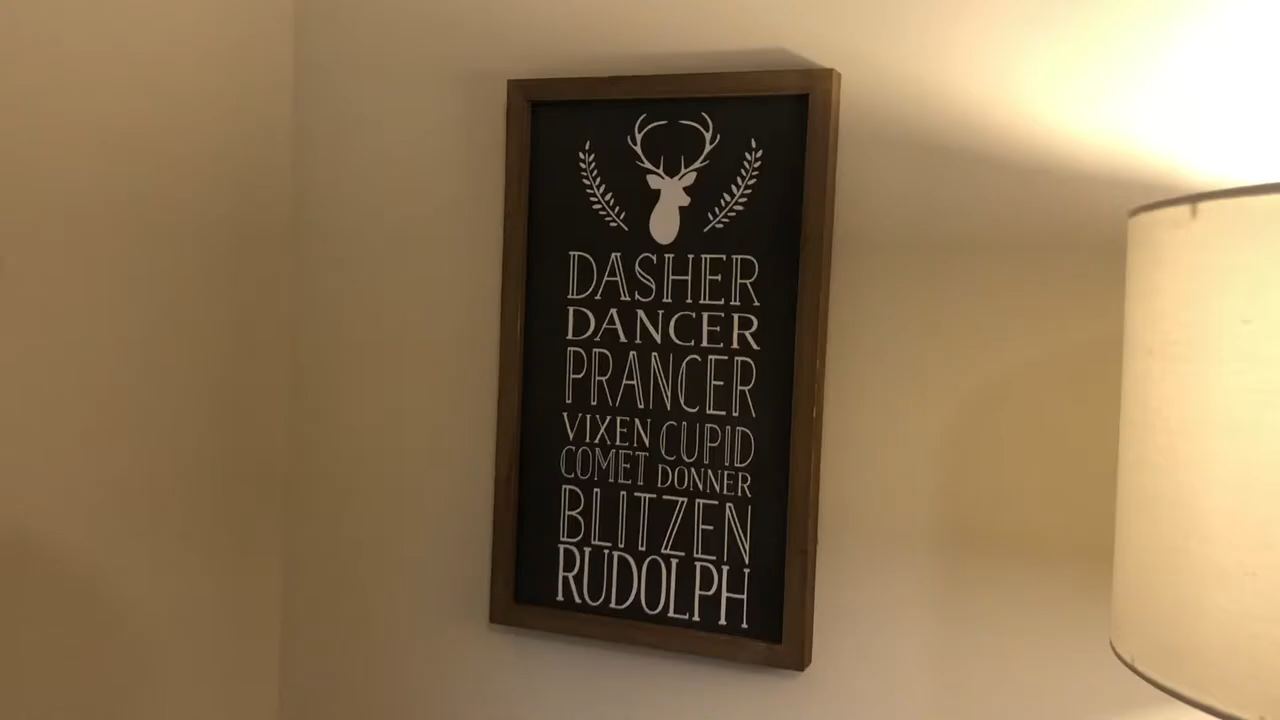 DASHER
DANCER
PRANCER
VIXEN CUPID
COMET DONNER
BLITZEN
RUDOLPH